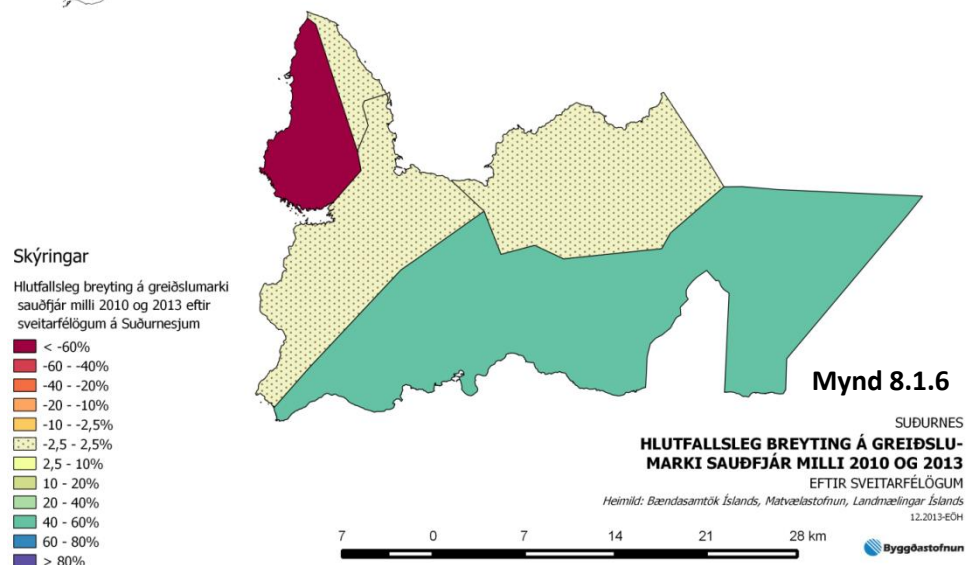 Skýringar
Hlutfallsleg breyting á greiðslumarki
sauðfjár milli 2010 og 2013 eftir
sveitarfélögum á Suðurnesjum
< -60%
-60 - -40%
-40 - -20%
-20 - -10%
-10 - -2,5%
-2,5 - 2,5%
2,5 - 10%
10 - 20%
20 - 40%
40 - 60%
60 - 80%
> 80%
Mynd 8.1.6
SUÐURNES
HLUTFALLSLEG BREYTING Á GREIÐSLU-
MARKI SAUÐFJÁR MILLI 2010 OG 2013
EFTIR SVEITARFÉLÖGUM
Heimild: Bændasamtök Íslands, Matvælastofnun, Landmælingar Íslands
12.2013-EÖH
7 0 7 14 21 28 km
Byggðastofnun